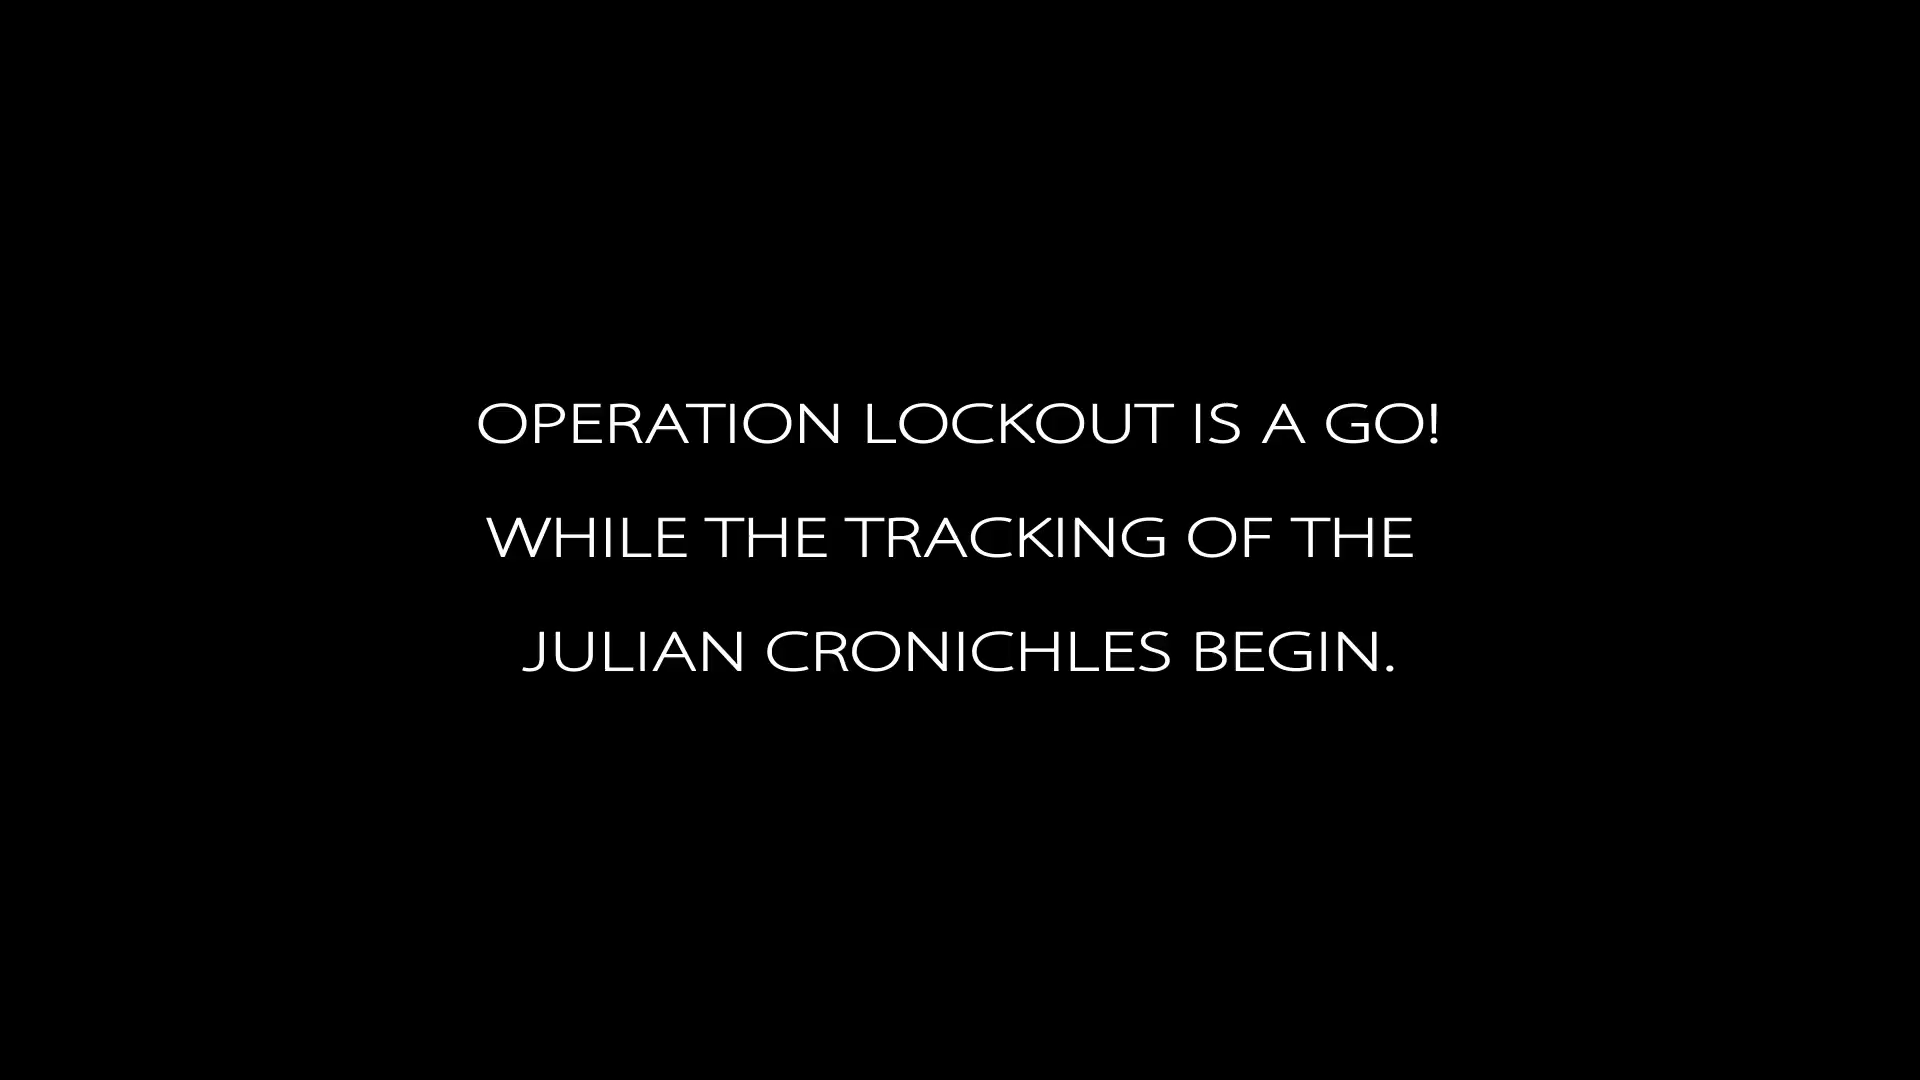 OPERATION LOCKOUT IS A GO!
WHILE THE TRACKING OF THE
JULIAN CRONICHLES BEGIN.